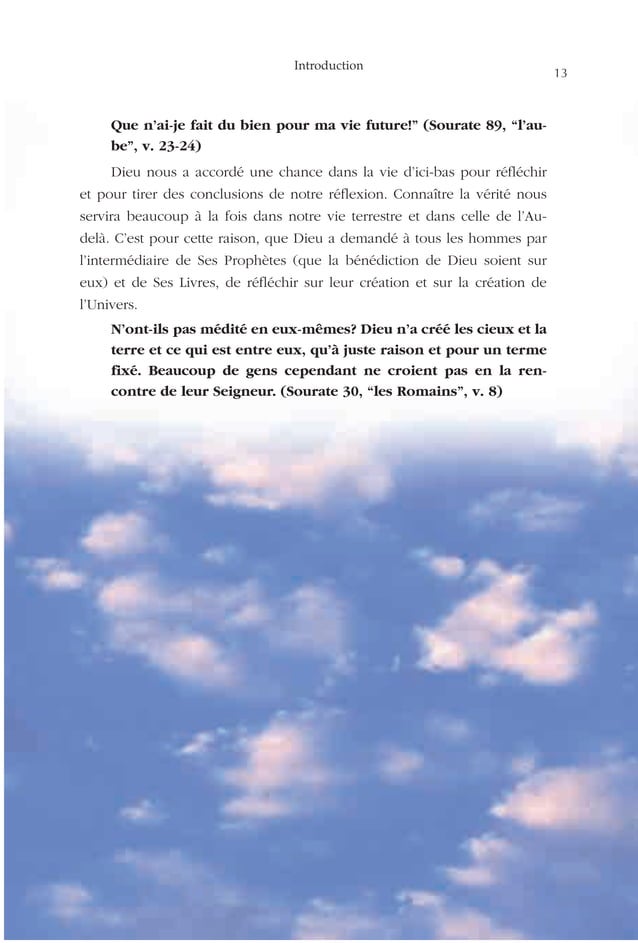 Introduction
13
Que n’ai-je fait du bien pour ma vie future!” (Sourate 89, “l’au-
be”, v. 23-24)
Dieu nous a accordé une chance dans la vie d’ici-bas pour réfléchir
et pour tirer des conclusions de notre réflexion. Connaître la vérité nous
servira beaucoup à la fois dans notre vie terrestre et dans celle de l’Au-
delà. C’est pour cette raison, que Dieu a demandé à tous les hommes par
l’intermédiaire de Ses Prophètes (que la bénédiction de Dieu soient sur
eux) et de Ses Livres, de réfléchir sur leur création et sur la création de
l’Univers.
N’ont-ils pas médité en eux-mêmes? Dieu n’a créé les cieux et la
terre et ce qui est entre eux, qu’à juste raison et pour un terme
fixé. Beaucoup de gens cependant ne croient pas en la ren-
contre de leur Seigneur. (Sourate 30, “les Romains”, v. 8)